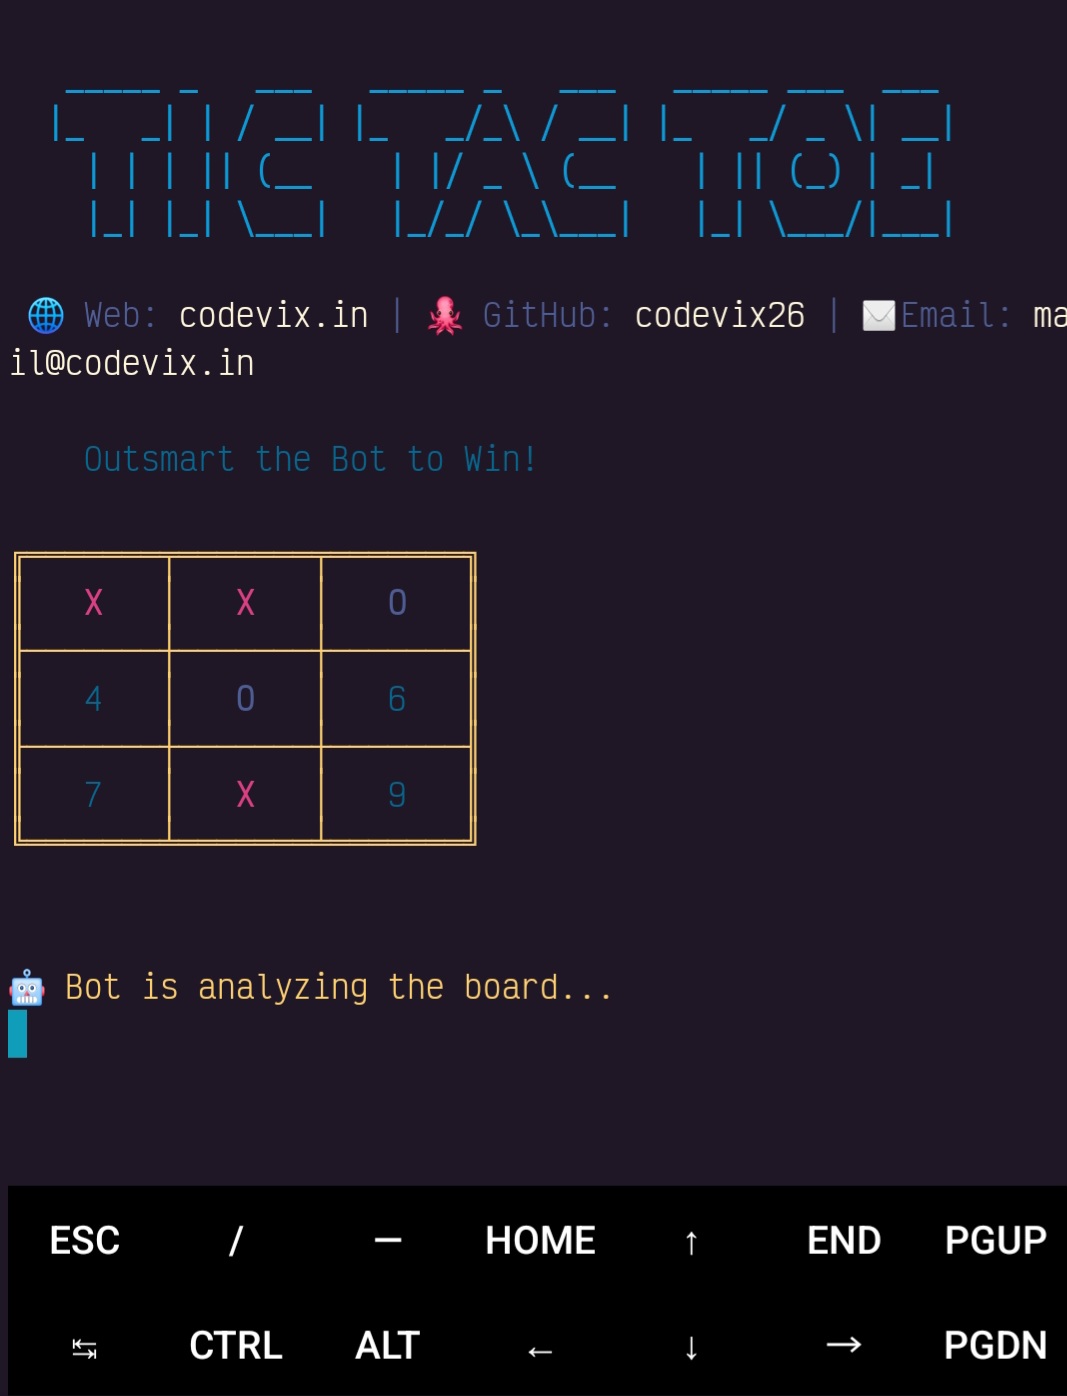 TIC TAC TOE
🌐 Web: codevix.in | 🐙 GitHub: codevix26 | ✉️Email: ma
il@codevix.in
Outsmart the Bot to Win!
X X O
4 O 6
7 X 9
🤖 Bot is analyzing the board...
ESC / — HOME ↑ END PGUP
↹ CTRL ALT ← ↓ → PGDN